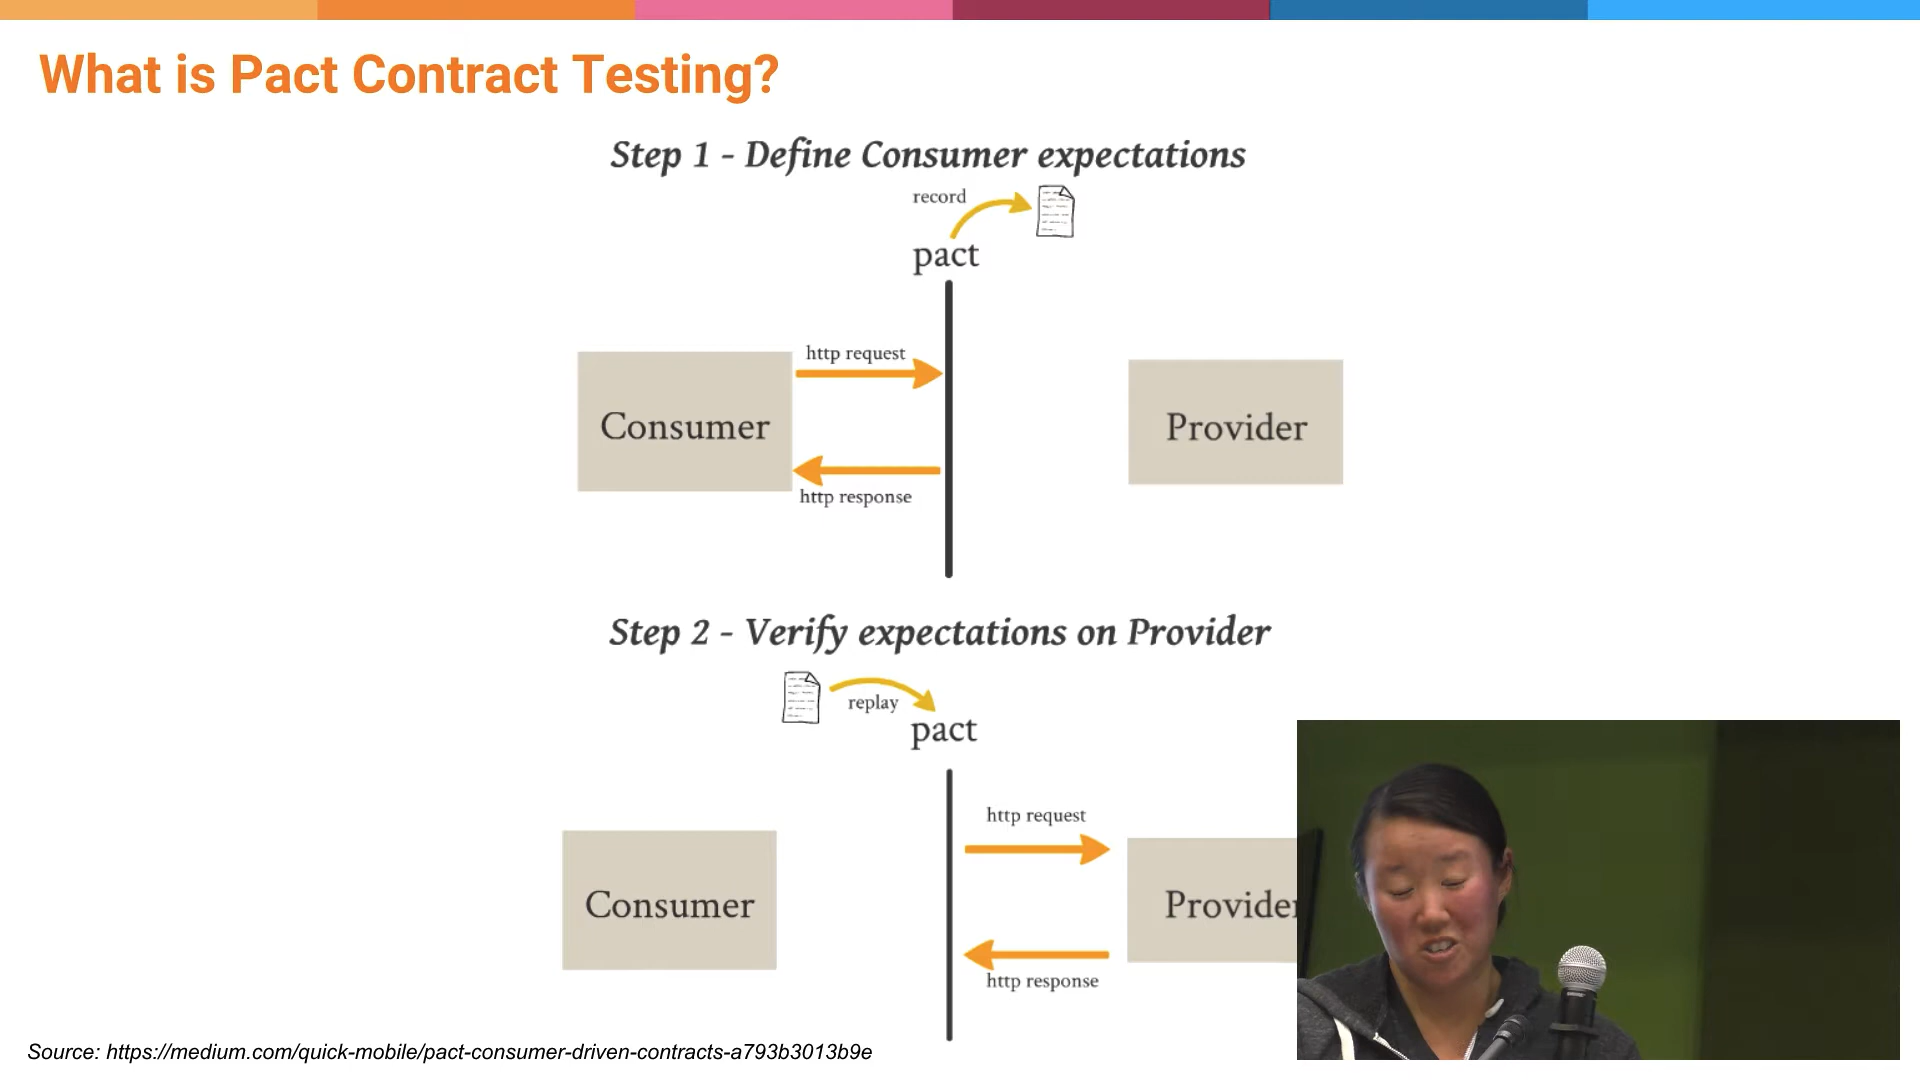 What is Pact Contract Testing?
Step 1 - Define Consumer expectations
record
pact
http request
Consumer
Provider
http response
Step 2 - Verify expectations on Provider
replay
pact
http request
Consumer
Provider
http response
Source: https://medium.com/quick-mobile/pact-consumer-driven-contracts-a793b3013b9e